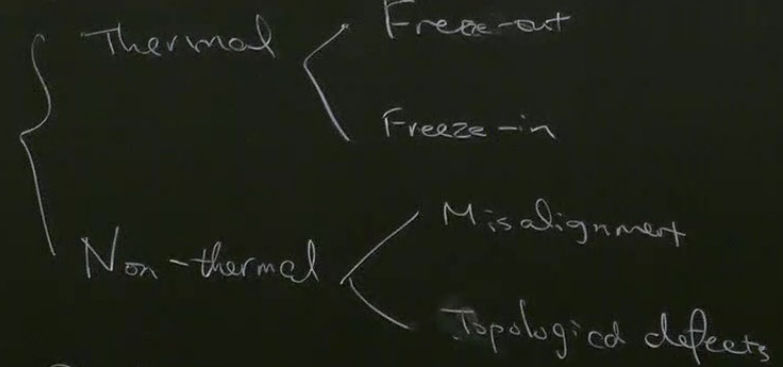 Thermal
Freeze-out
Freeze-in
Non-thermal
Misalignment
Topological defects